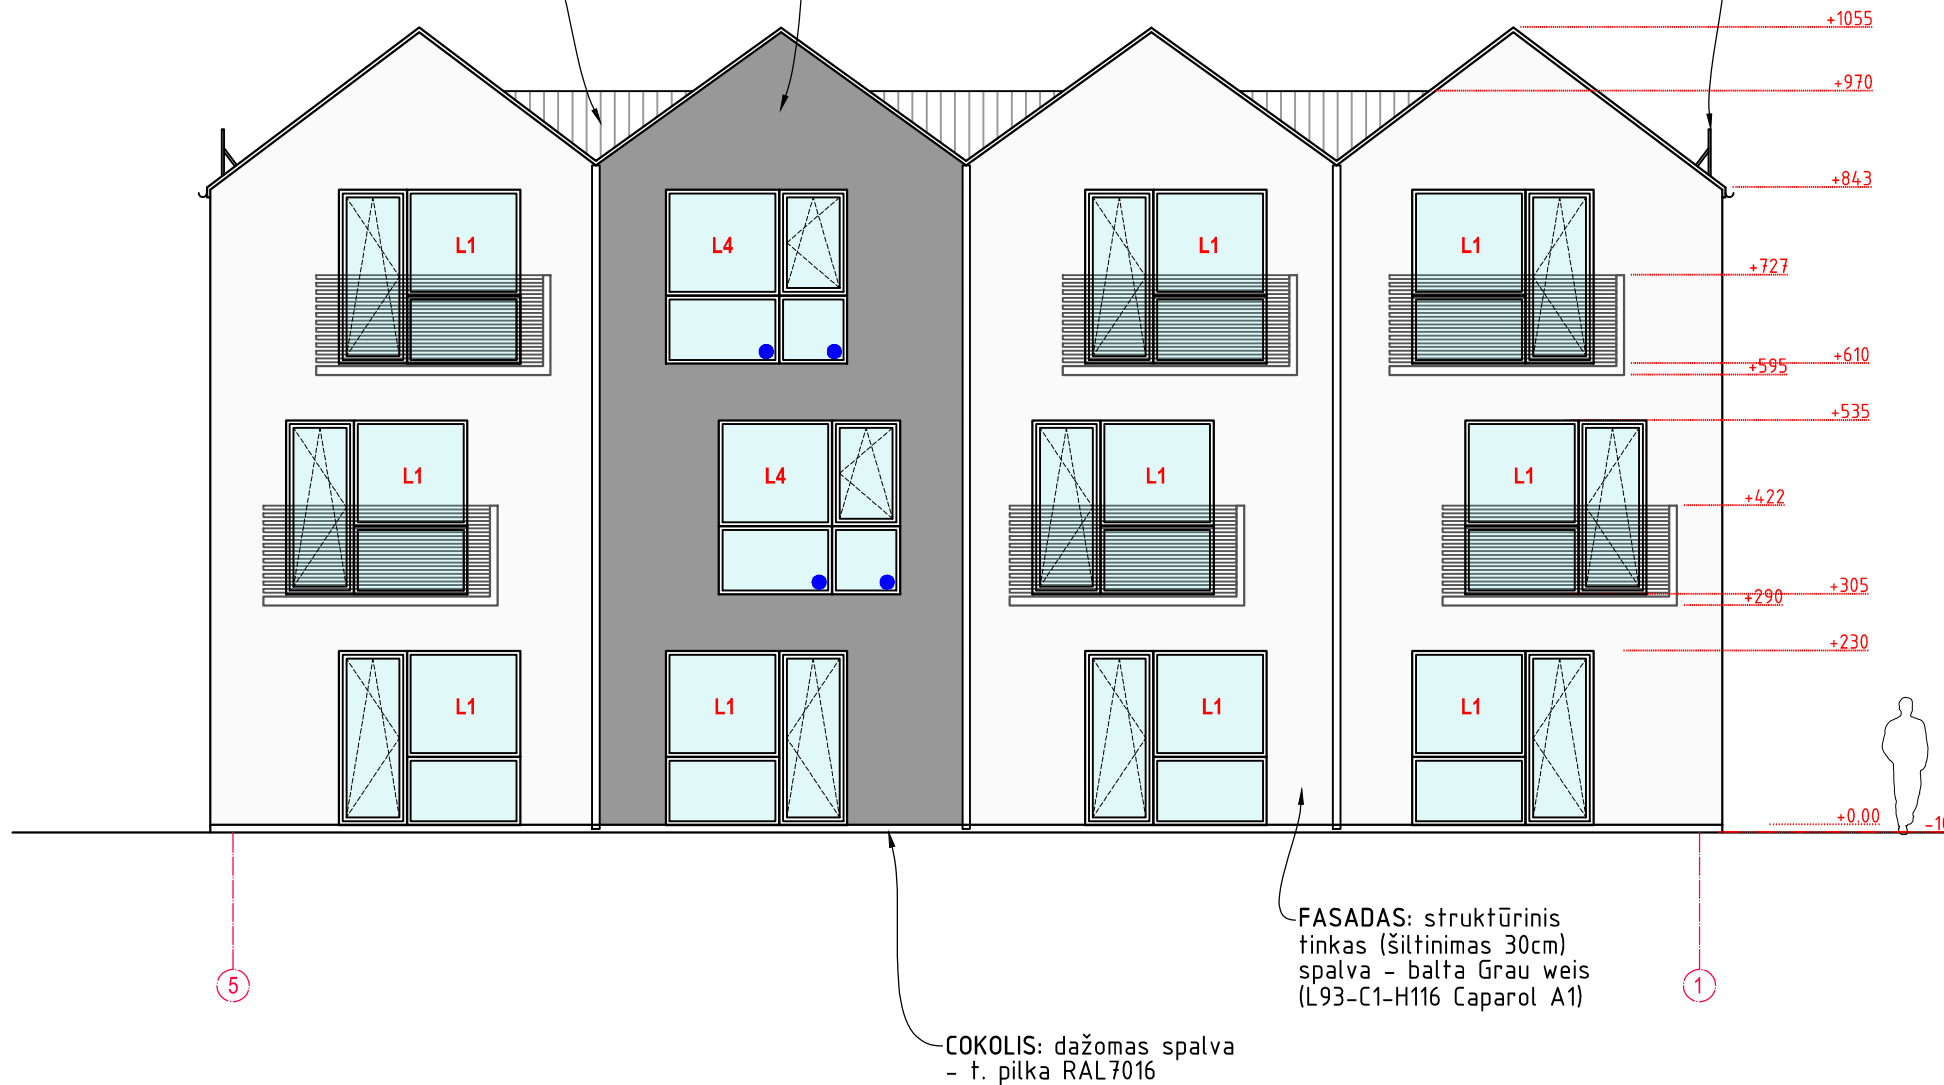 +1055
+970
+843
L1
L4
L1
L1
+727
+610
+595
+535
L1
L4
L1
L1
+422
+305
+290
+230
L1
L1
L1
L1
+0.00
FASADAS: struktūrinis
tinkas (šiltinimas 30cm)
spalva - balta Grau weis
(L93-C1-H116 Caparol A1)
5
1
COKOLIS: dažomas spalva
- t. pilka RAL7016